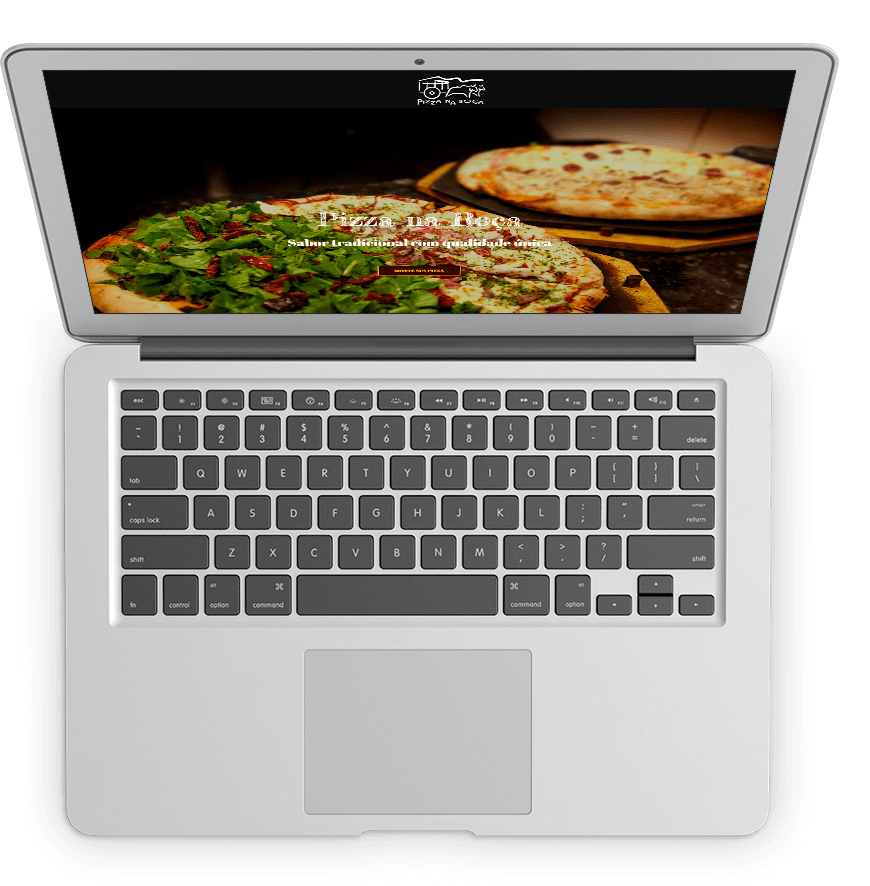 PIZZA NA ROÇA
Pizza na Roça
Sabor tradicional com qualidade única
MONTE SUA PIZZA
esc F1 F2 F3 F4 F5 F6 F7 F8 F9 F10 F11 F12
~ ! @ # $ % ^ & * ( ) _ +
` 1 2 3 4 5 6 7 8 9 0 - = delete
tab Q W E R T Y U I O P { [ } ] | \
caps lock A S D F G H J K L : ; " ' enter return
shift Z X C V B N M < , > . ? / shift
fn control alt option ⌘ command ⌘ command alt option